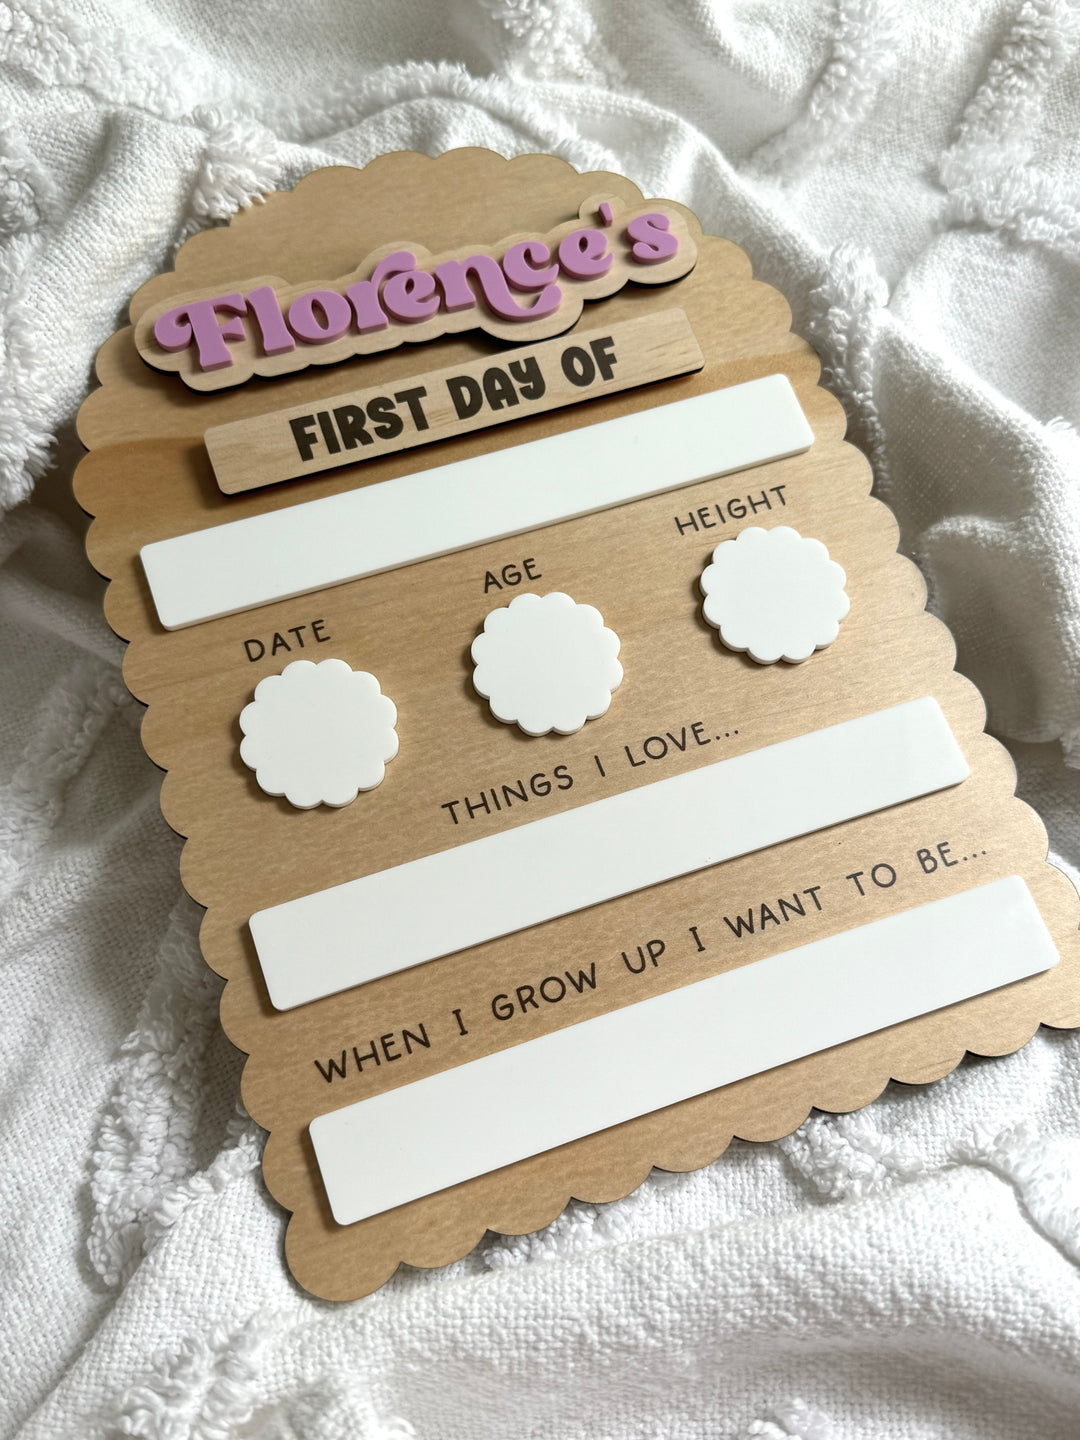 Florence's
FIRST DAY OF
DATE
AGE
HEIGHT
THINGS I LOVE...
WHEN I GROW UP I WANT TO BE...